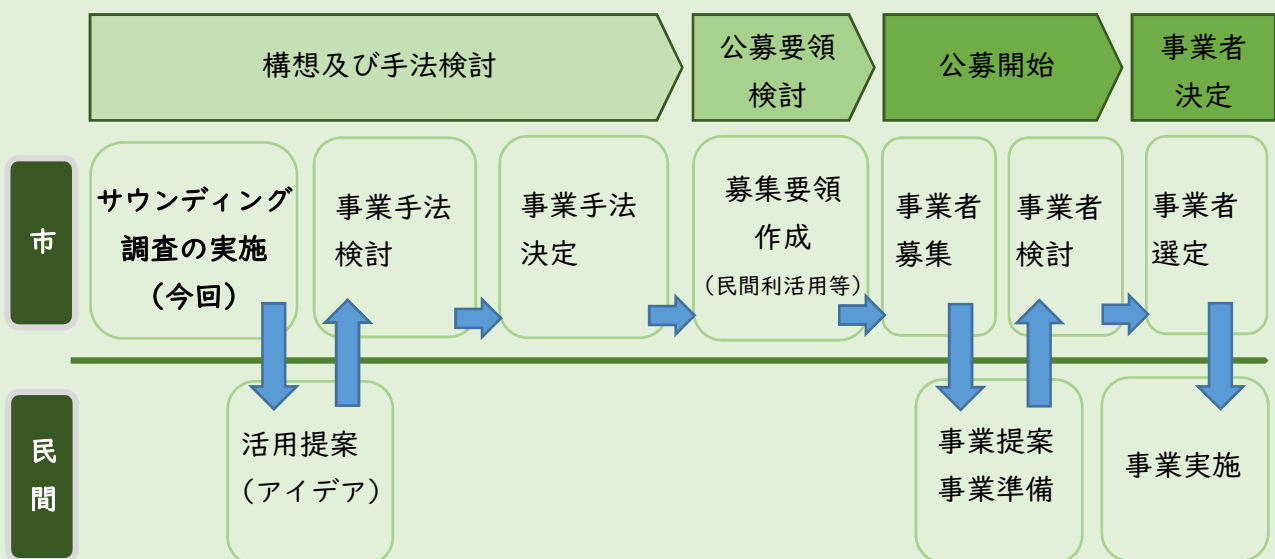 構想及び手法検討
公募要領
検討
公募開始
事業者
決定
市
サウンディング
調査の実施
（今回）
事業手法
検討
事業手法
決定
募集要領
作成
（民間利活用等）
事業者
募集
事業者
検討
事業者
選定
民
間
活用提案
（アイデア）
事業提案
事業準備
事業実施